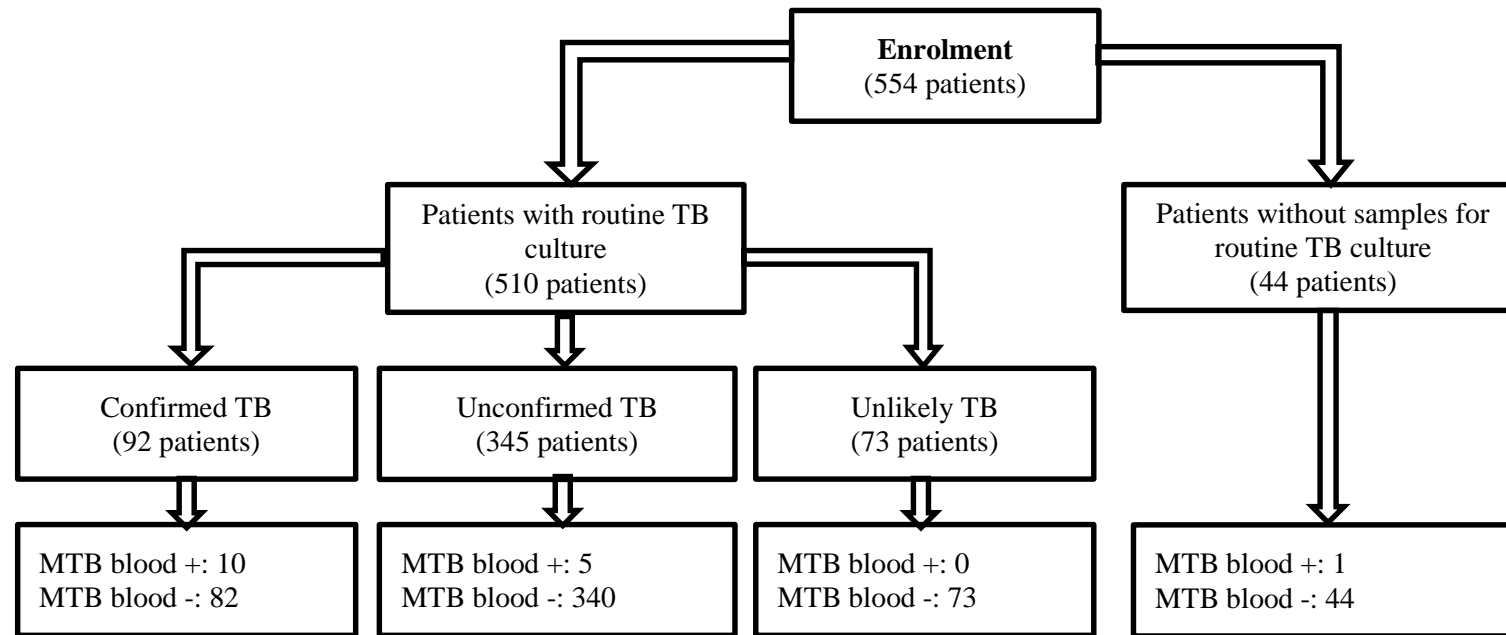 Enrolment
(554 patients)
Patients with routine TB
culture
(510 patients)
Patients without samples for
routine TB culture
(44 patients)
Confirmed TB
(92 patients)
Unconfirmed TB
(345 patients)
Unlikely TB
(73 patients)
MTB blood +: 10
MTB blood -: 82
MTB blood +: 5
MTB blood -: 340
MTB blood +: 0
MTB blood -: 73
MTB blood +: 1
MTB blood -: 44